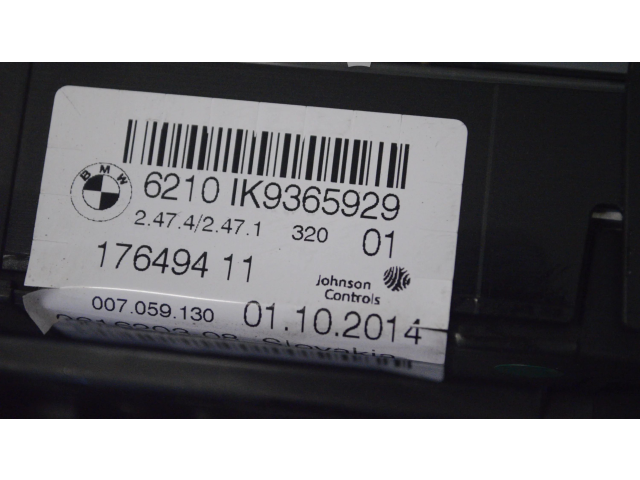 BMW
6210 IK9365929
2.47.4/2.47.1 320 01
176494 11
Johnson
Controls
007.059.130 01.10.2014
Slovakia